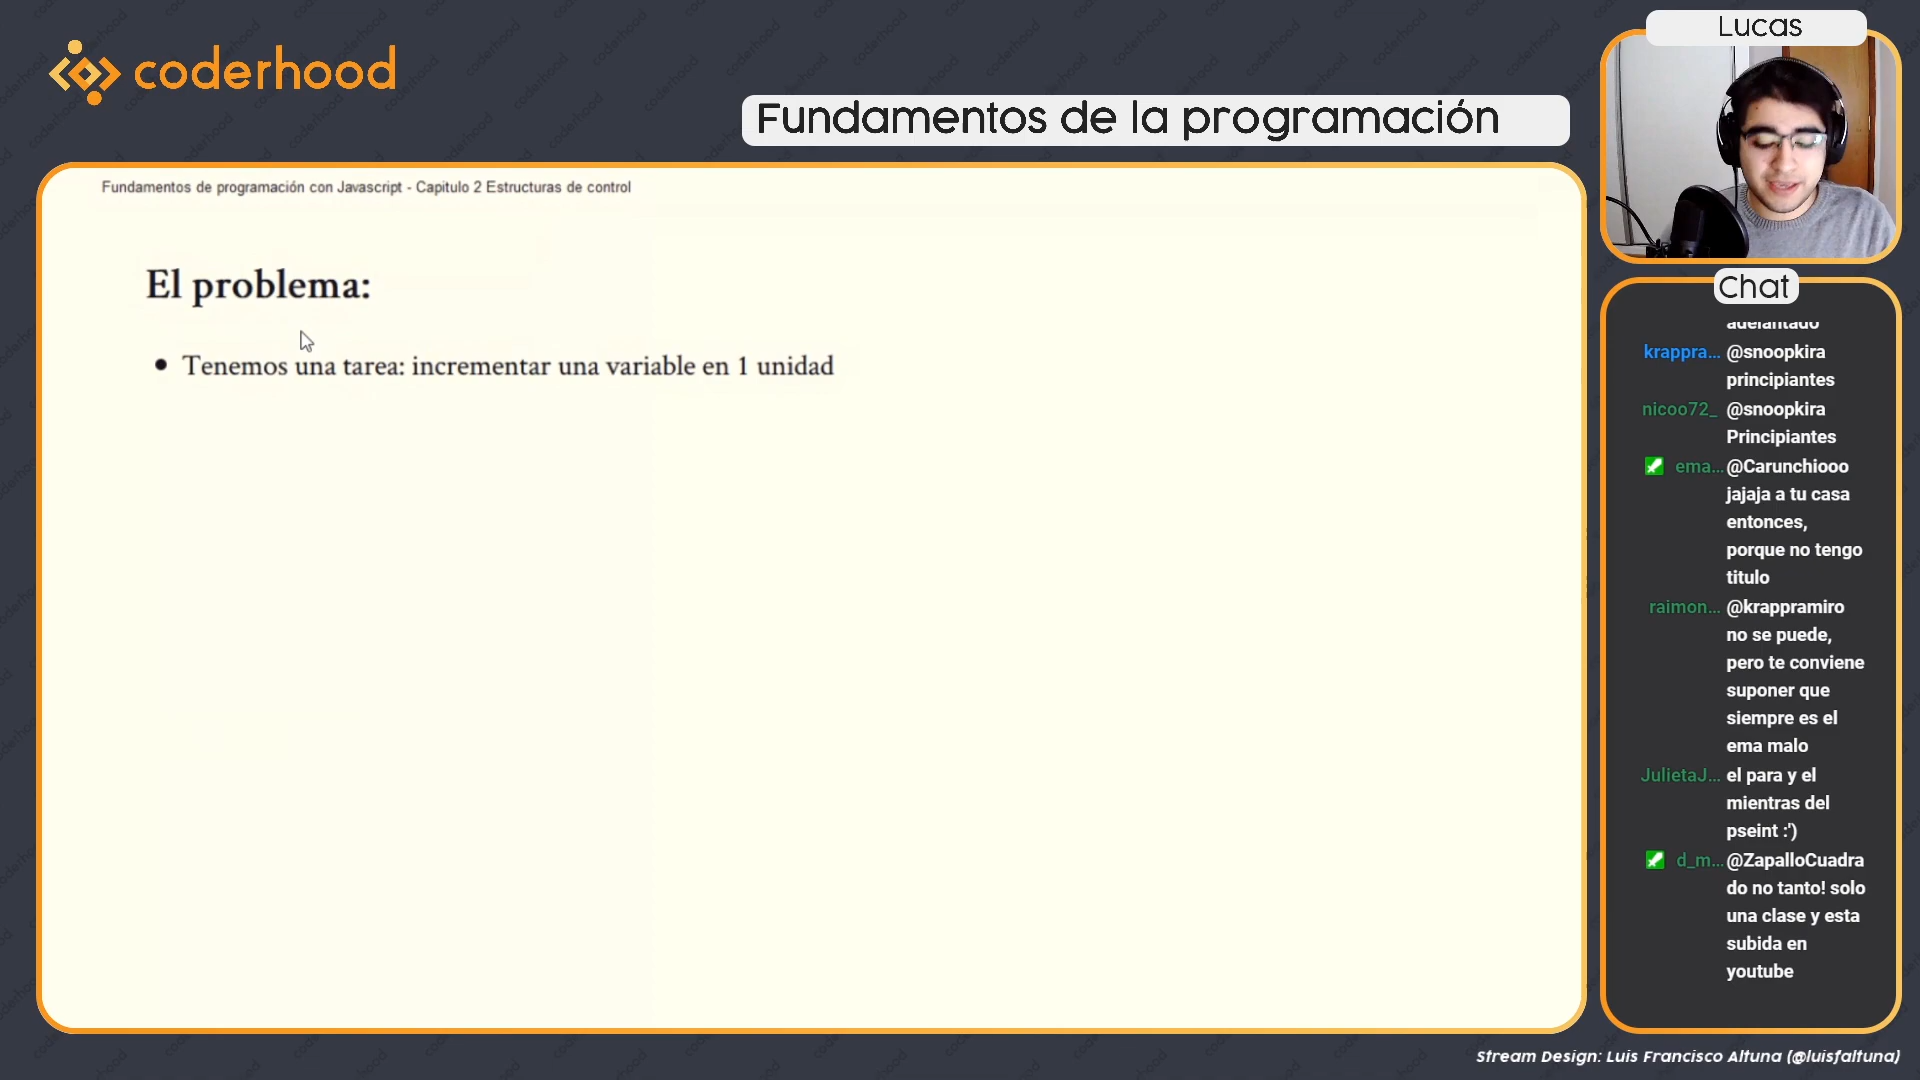 coderhood
Fundamentos de la programación
Lucas
Fundamentos de programación con Javascript - Capitulo 2 Estructuras de control
El problema:
• Tenemos una tarea: incrementar una variable en 1 unidad
Chat
adelantado
krappra... @snoopkira
principiantes
nicoo72_ @snoopkira
Principiantes
ema... @Carunchiooo
jajaja a tu casa
entonces,
porque no tengo
titulo
raimon... @krappramiro
no se puede,
pero te conviene
suponer que
siempre es el
ema malo
JulietaJ... el para y el
mientras del
pseint :')
d_m... @ZapalloCuadra
do no tanto! solo
una clase y esta
subida en
youtube
Stream Design: Luis Francisco Altuna (@luisfaltuna)